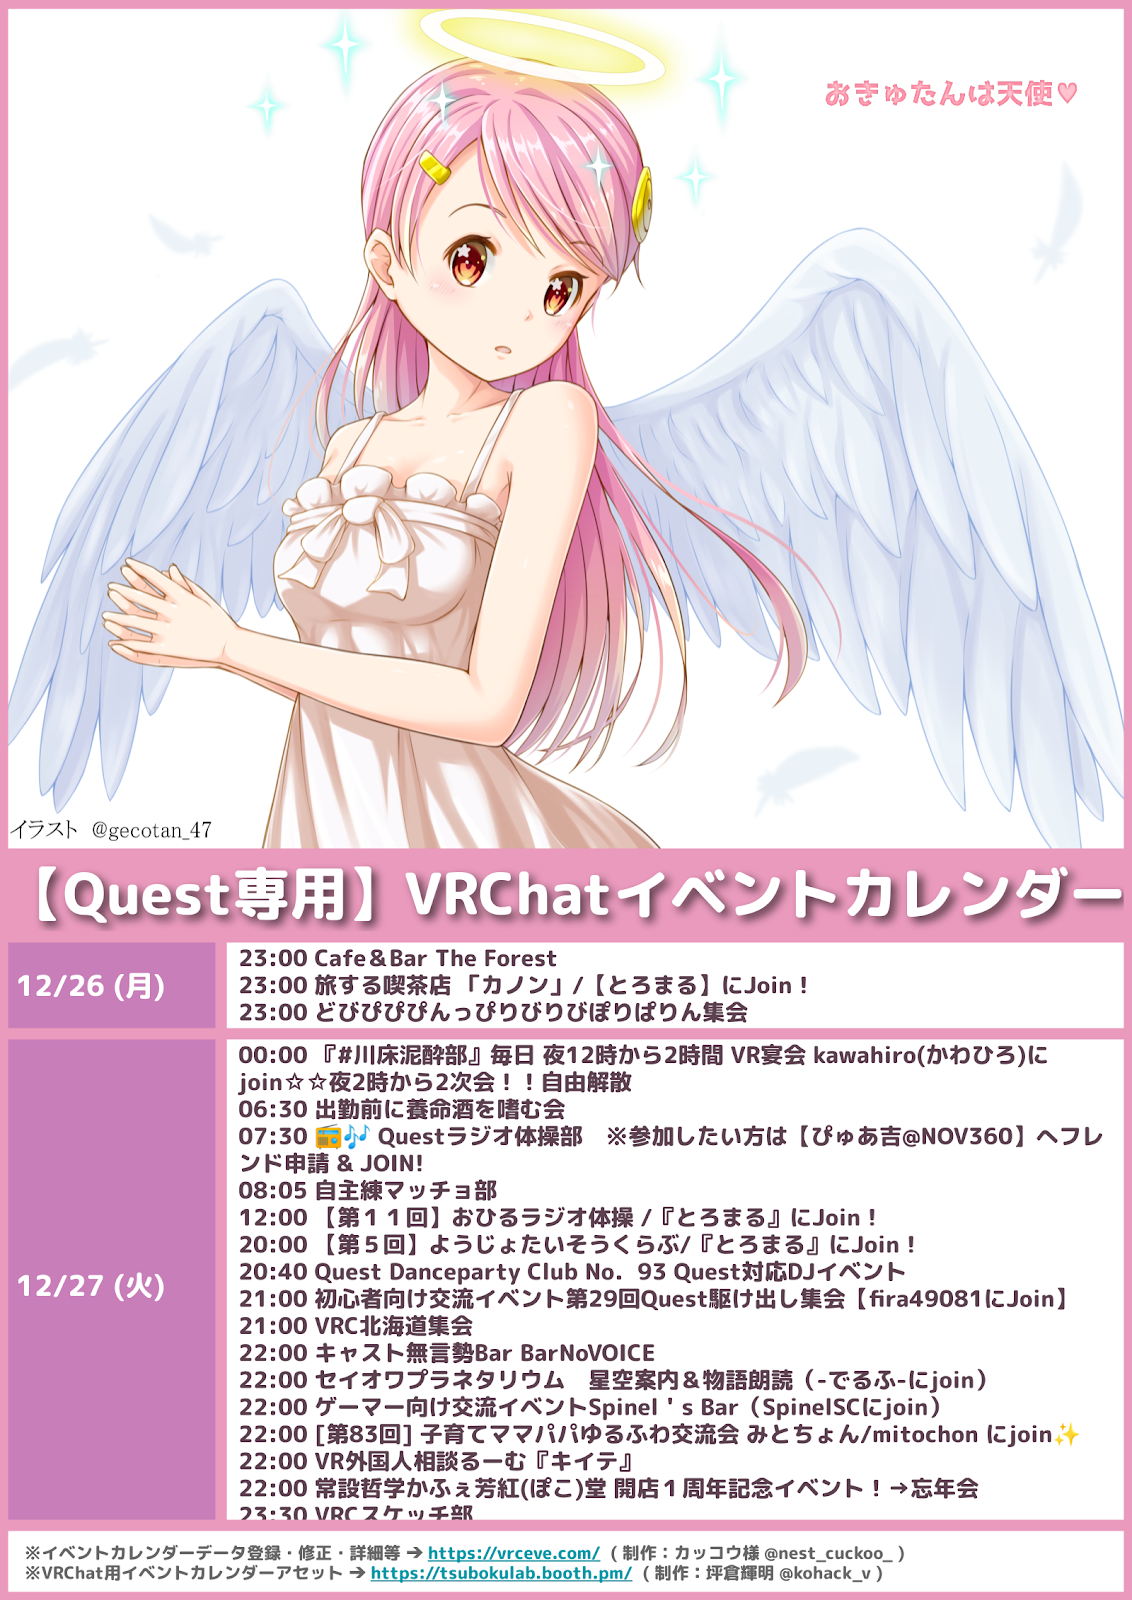 おきゅたんは天使♥
イラスト @gecotan_47
【Quest専用】VRChatイベントカレンダー
12/26 (月)
23:00 Cafe&Bar The Forest
23:00 旅する喫茶店 「カノン」/【とろまる】にJoin！
23:00 どびぴぴぴんっぴりびりびぽりぱりん集会
12/27 (火)
00:00 『#川床泥酔部』毎日 夜12時から2時間 VR宴会 kawahiro(かわひろ)に
join☆☆夜2時から2次会！！自由解散
06:30 出勤前に養命酒を嗜む会
07:30 📻🎶 Questラジオ体操部　※参加したい方は【ぴゅあ吉@NOV360】へフレ
ンド申請 & JOIN!
08:05 自主練マッチョ部
12:00 【第１１回】おひるラジオ体操 /『とろまる』にJoin！
20:00 【第５回】ようじょたいそうくらぶ/『とろまる』にJoin！
20:40 Quest Danceparty Club No．93 Quest対応DJイベント
21:00 初心者向け交流イベント第29回Quest駆け出し集会【fira49081にJoin】
21:00 VRC北海道集会
22:00 キャスト無言勢Bar BarNoVOICE
22:00 セイオワプラネタリウム　星空案内＆物語朗読（-でるふ-にjoin）
22:00 ゲーマー向け交流イベントSpinel ' s Bar（SpinelSCにjoin）
22:00 [第83回] 子育てママパパゆるふわ交流会 みとちょん/mitochon にjoin✨
22:00 VR外国人相談るーむ『キイテ』
22:00 常設哲学かふぇ芳紅(ぽこ)堂 開店１周年記念イベント！→忘年会
23:30 VRCスケッチ部
※イベントカレンダーデータ登録・修正・詳細等 ➔ https://vrceve.com/ ( 制作：カッコウ様 @nest_cuckoo_ )
※VRChat用イベントカレンダーアセット ➔ https://tsubokulab.booth.pm/ ( 制作：坪倉輝明 @kohack_v )